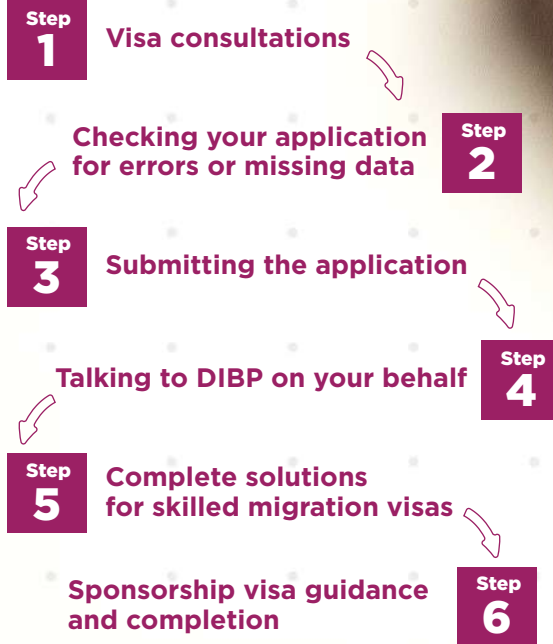 Step
1
Visa consultations
Checking your application
for errors or missing data
Step
2
Step
3
Submitting the application
Talking to DIBP on your behalf
Step
4
Step
5
Complete solutions
for skilled migration visas
Sponsorship visa guidance
and completion
Step
6